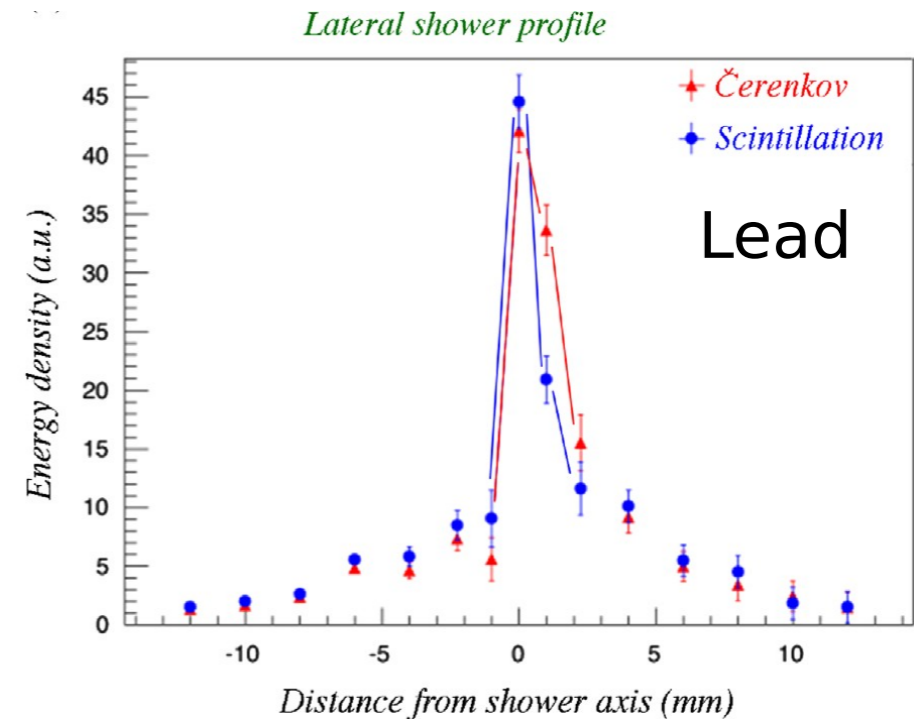 Lateral shower profile
Čerenkov
Scintillation
Lead
Energy density (a.u.)
45
40
35
30
25
20
15
10
5
0
-10 -5 0 5 10
Distance from shower axis (mm)